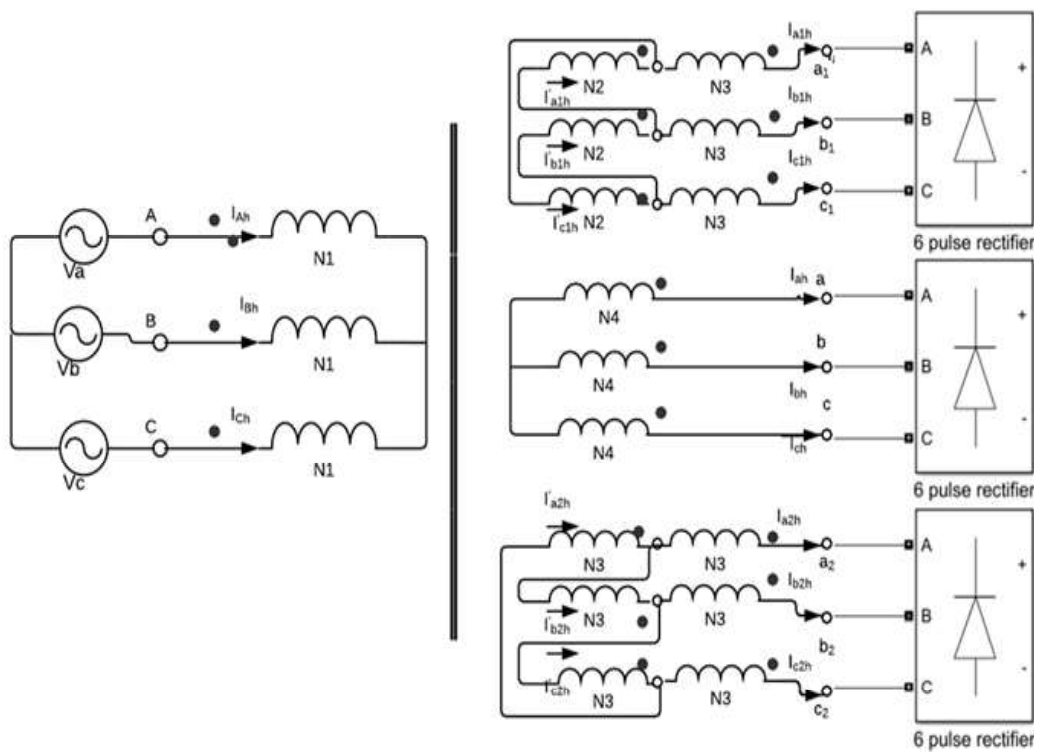 A
I_Ah
N1
Va
B
I_Bh
N1
Vb
C
I_Ch
N1
Vc
I_a1h
a1
N2
N3
I'_a1h
I_b1h
b1
N2
N3
I'_b1h
I_c1h
c1
N2
N3
I'_c1h
A
B
C
+
-
6 pulse rectifier
I_ah
a
N4
b
N4
I_bh
c
N4
I_ch
A
B
C
+
-
6 pulse rectifier
I'_a2h
I_a2h
N3
N3
a2
I_b2h
N3
N3
I'_b2h
b2
I_c2h
N3
N3
I'_c2h
c2
A
B
C
+
-
6 pulse rectifier